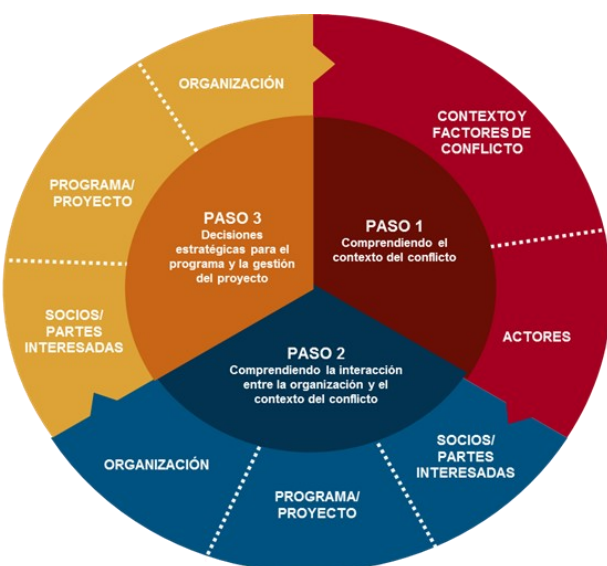 PASO 1
Comprendiendo el
contexto del conflicto
CONTEXTO Y
FACTORES DE
CONFLICTO
ACTORES
PASO 2
Comprendiendo la interacción
entre la organización y el
contexto del conflicto
SOCIOS/
PARTES
INTERESADAS
PROGRAMA/
PROYECTO
ORGANIZACIÓN
PASO 3
Decisiones
estratégicas para el
programa y la gestión
del proyecto
SOCIOS/
PARTES
INTERESADAS
PROGRAMA/
PROYECTO
ORGANIZACIÓN